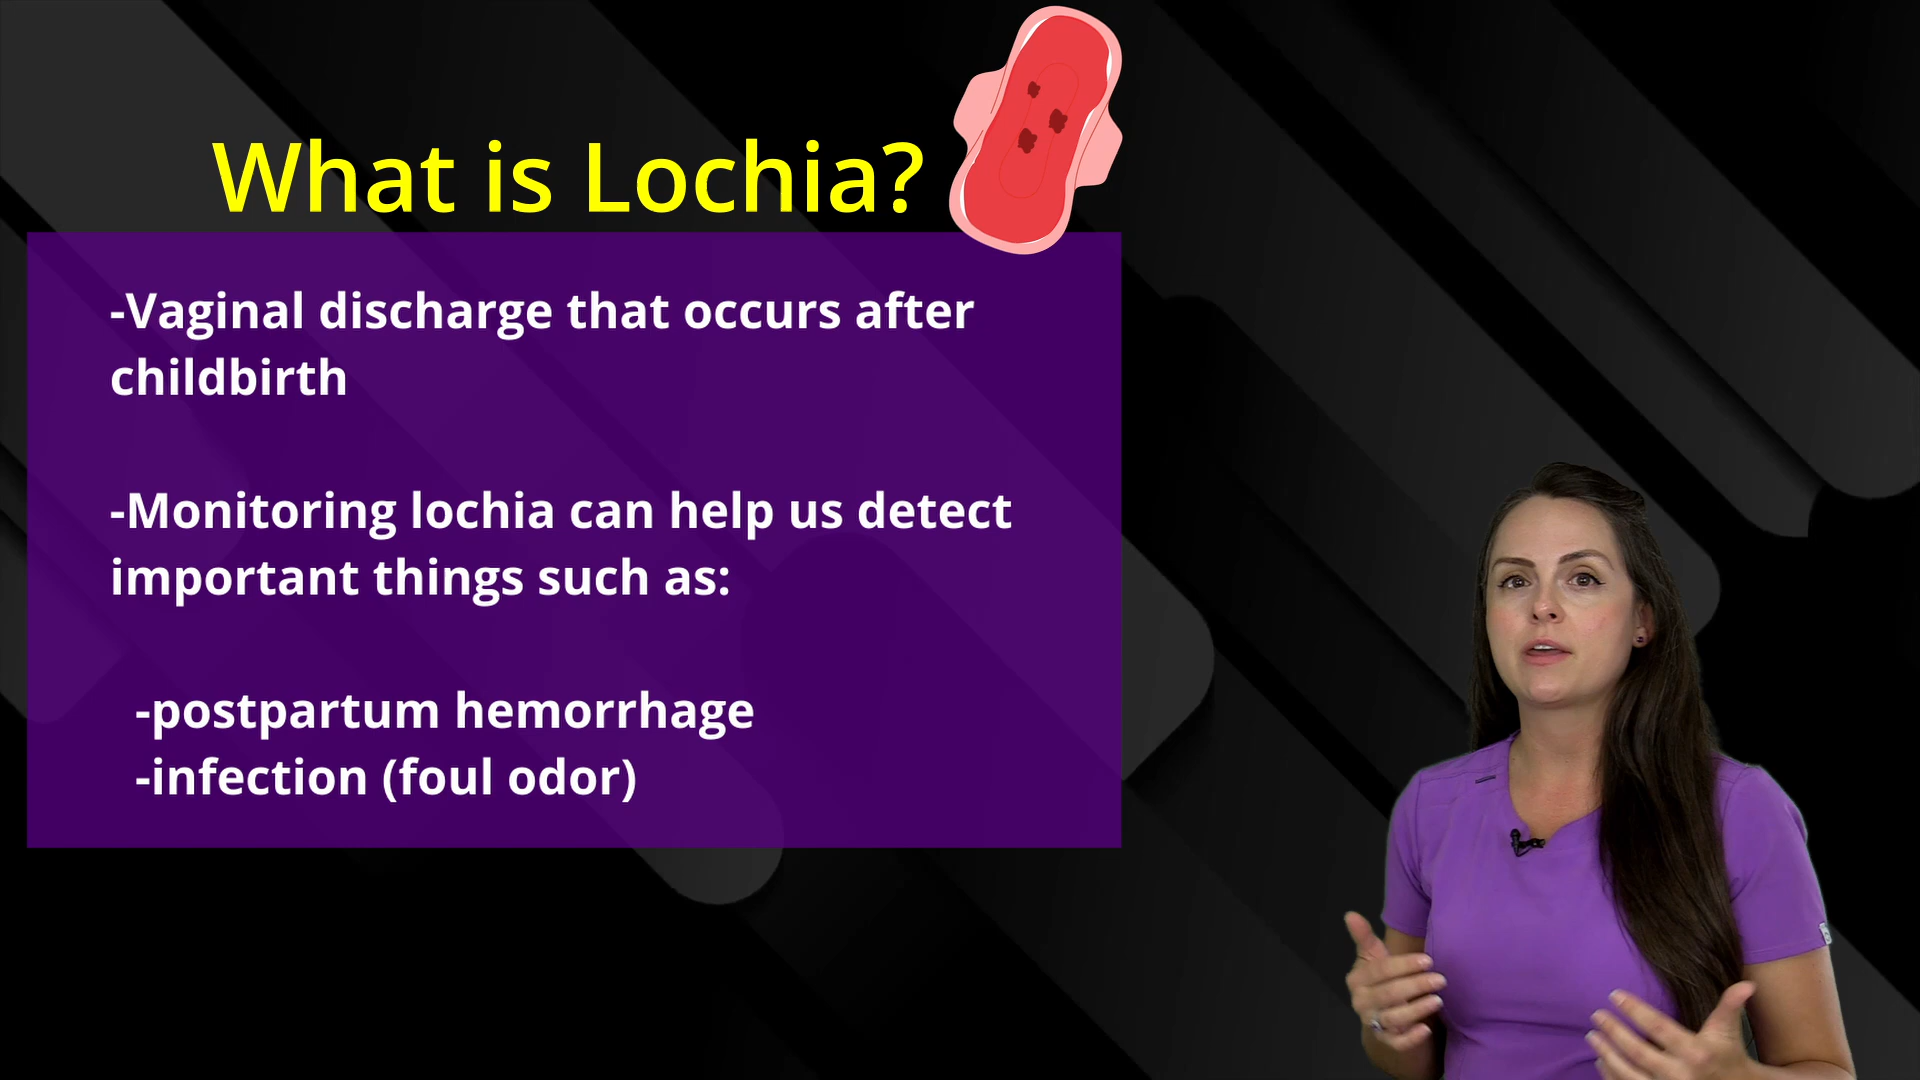 What is Lochia?
-Vaginal discharge that occurs after
childbirth
-Monitoring lochia can help us detect
important things such as:
-postpartum hemorrhage
-infection (foul odor)